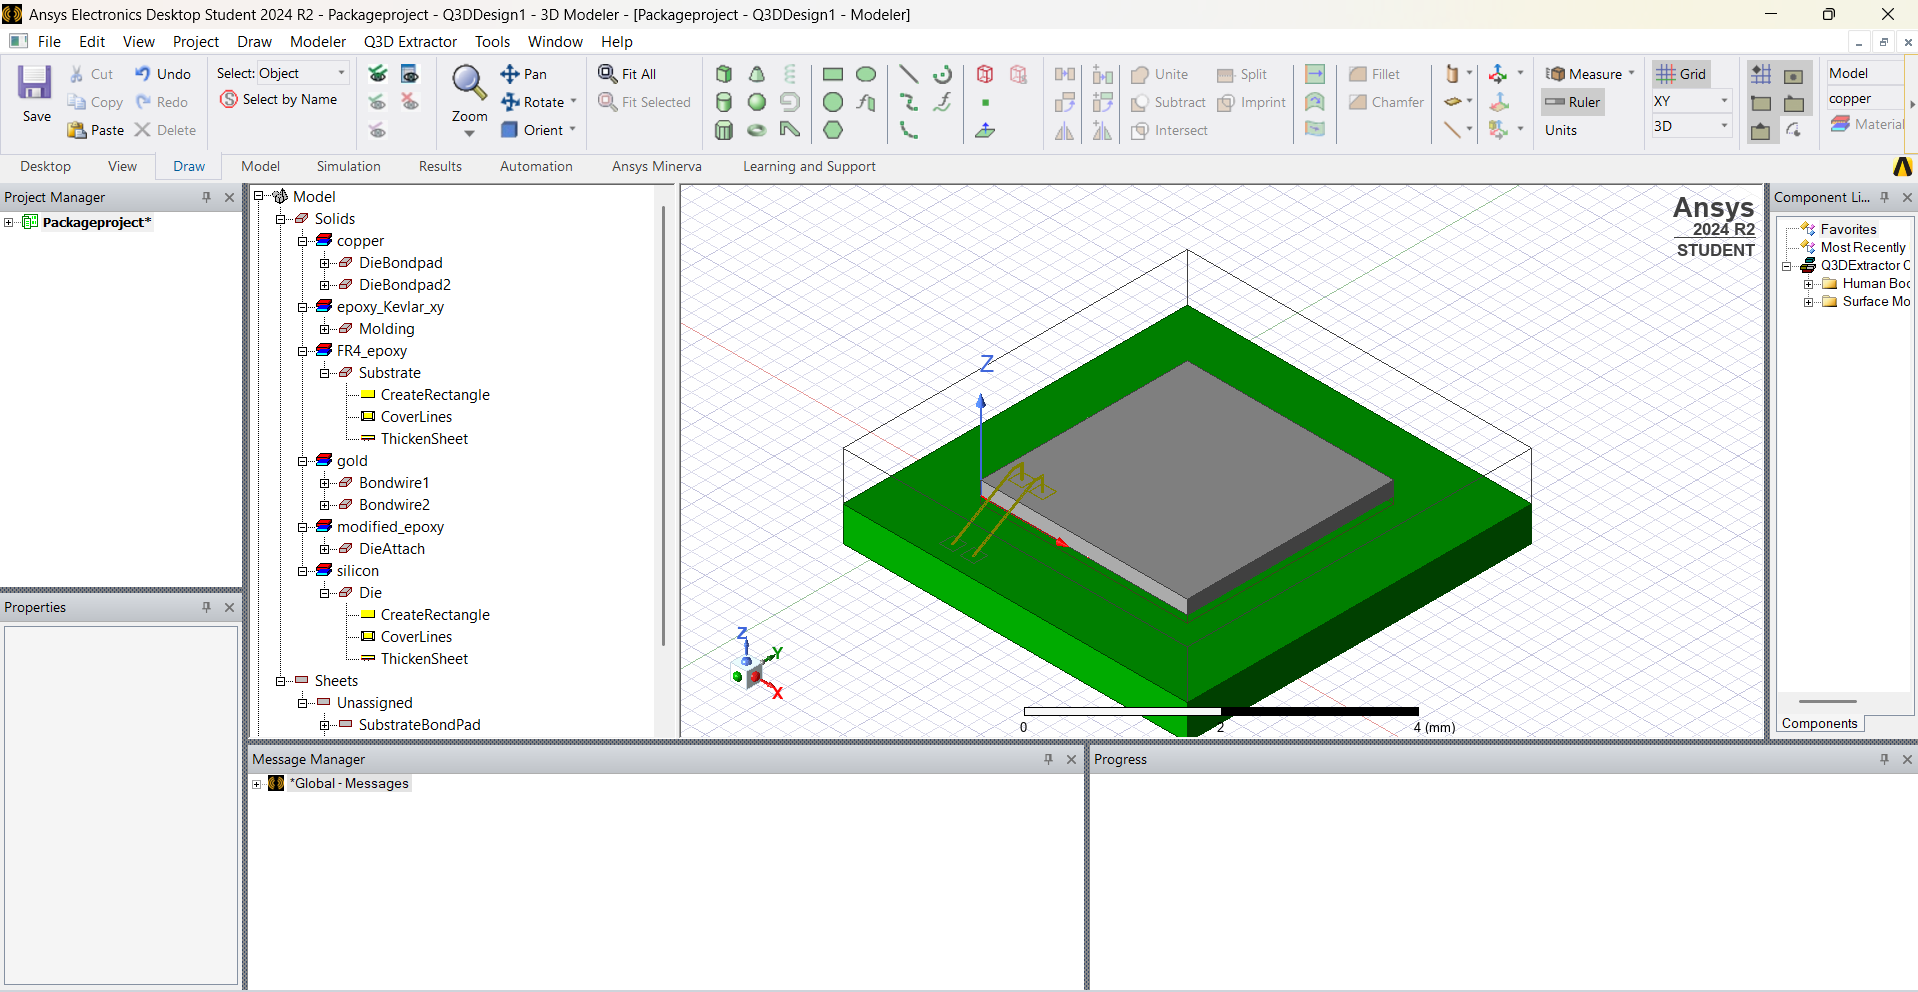 Ansys Electronics Desktop Student 2024 R2 - Packageproject - Q3DDesign1 - 3D Modeler - [Packageproject - Q3DDesign1 - Modeler]
File Edit View Project Draw Modeler Q3D Extractor Tools Window Help
Save
Cut
Copy
Paste
Undo
Redo
Delete
Select: Object
Select by Name
Zoom
Pan
Rotate
Orient
Fit All
Fit Selected
Unite
Subtract
Intersect
Split
Imprint
Fillet
Chamfer
Measure
Ruler
Units
Grid
XY
3D
Model
copper
Material
Desktop View Draw Model Simulation Results Automation Ansys Minerva Learning and Support
Project Manager
Packageproject*
Properties
Model
Solids
copper
DieBondpad
DieBondpad2
epoxy_Kevlar_xy
Molding
FR4_epoxy
Substrate
CreateRectangle
CoverLines
ThickenSheet
gold
Bondwire1
Bondwire2
modified_epoxy
DieAttach
silicon
Die
CreateRectangle
CoverLines
ThickenSheet
Sheets
Unassigned
SubstrateBondPad
Ansys
2024 R2
STUDENT
Z
Z
Y
X
0 2 4 (mm)
Component Li...
Favorites
Most Recently
Q3DExtractor C
Human Boc
Surface Mo
Components
Message Manager
*Global - Messages
Progress